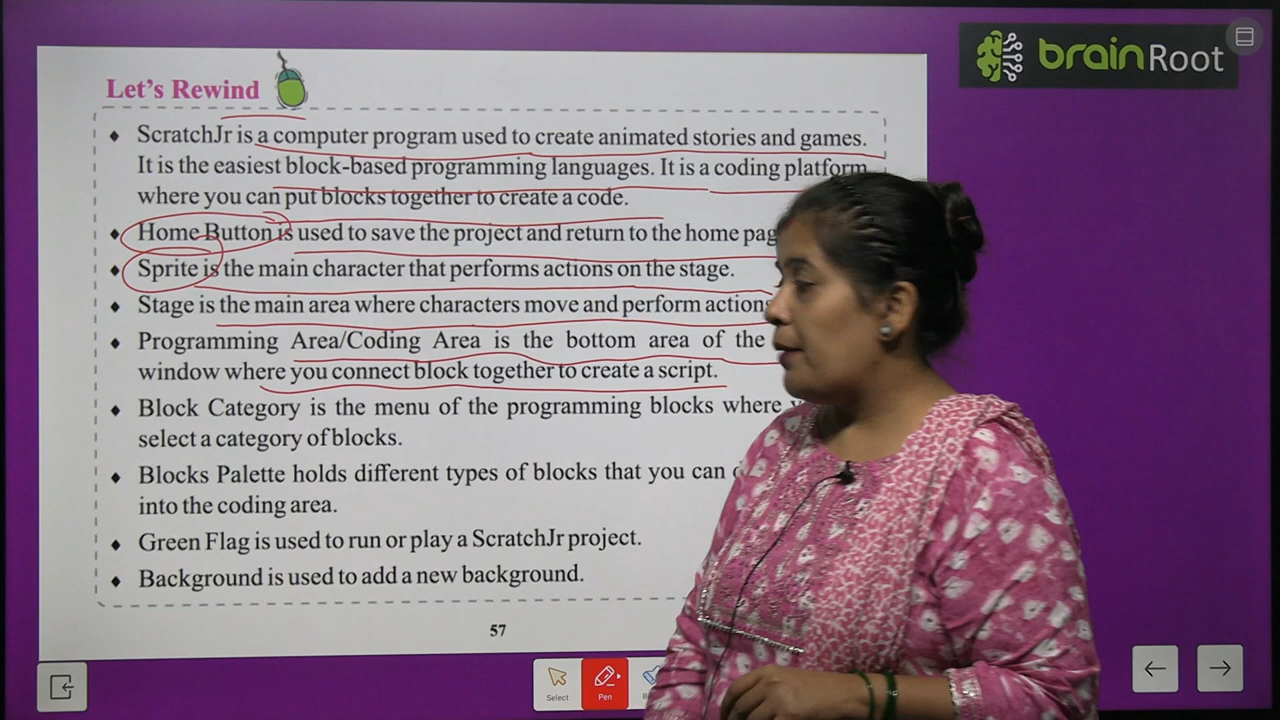 brainRoot
Let's Rewind
♦ ScratchJr is a computer program used to create animated stories and games.
It is the easiest block-based programming languages. It is a coding platform
where you can put blocks together to create a code.
♦ Home Button is used to save the project and return to the home
♦ Sprite is the main character that performs actions on the stage.
♦ Stage is the main area where characters move and perform
♦ Programming Area/Coding Area is the bottom area of the
window where you connect block together to create a script.
♦ Block Category is the menu of the programming blocks where
select a category of blocks.
♦ Blocks Palette holds different types of blocks that you can
into the coding area.
♦ Green Flag is used to run or play a ScratchJr project.
♦ Background is used to add a new background.
57
Select
Pen